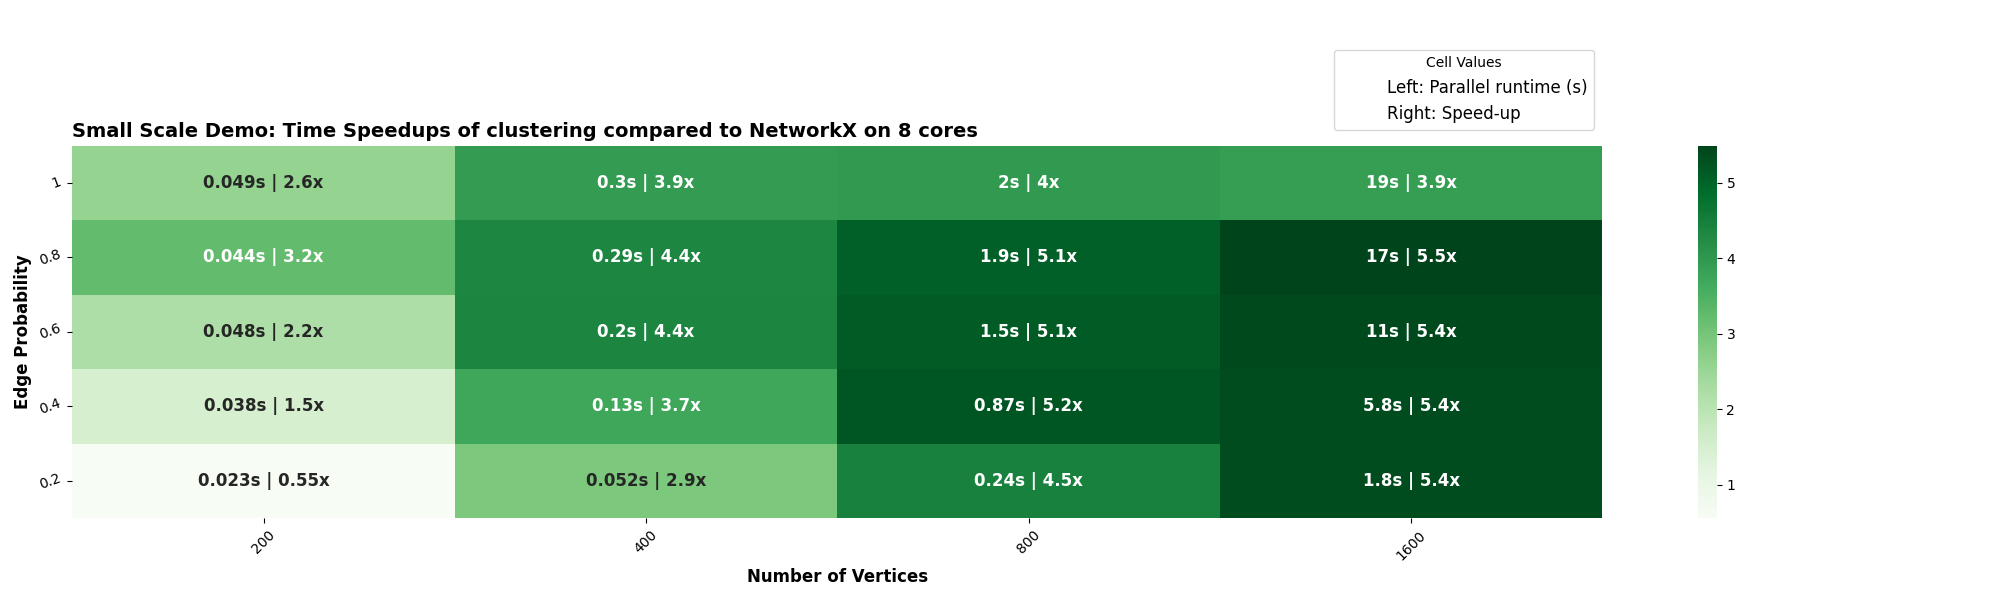 Cell Values
Left: Parallel runtime (s)
Right: Speed-up
Small Scale Demo: Time Speedups of clustering compared to NetworkX on 8 cores
1 0.049s | 2.6x 0.3s | 3.9x 2s | 4x 19s | 3.9x
0.8 0.044s | 3.2x 0.29s | 4.4x 1.9s | 5.1x 17s | 5.5x
0.6 0.048s | 2.2x 0.2s | 4.4x 1.5s | 5.1x 11s | 5.4x
0.4 0.038s | 1.5x 0.13s | 3.7x 0.87s | 5.2x 5.8s | 5.4x
0.2 0.023s | 0.55x 0.052s | 2.9x 0.24s | 4.5x 1.8s | 5.4x
Edge Probability
200 400 800 1600
Number of Vertices
5
4
3
2
1